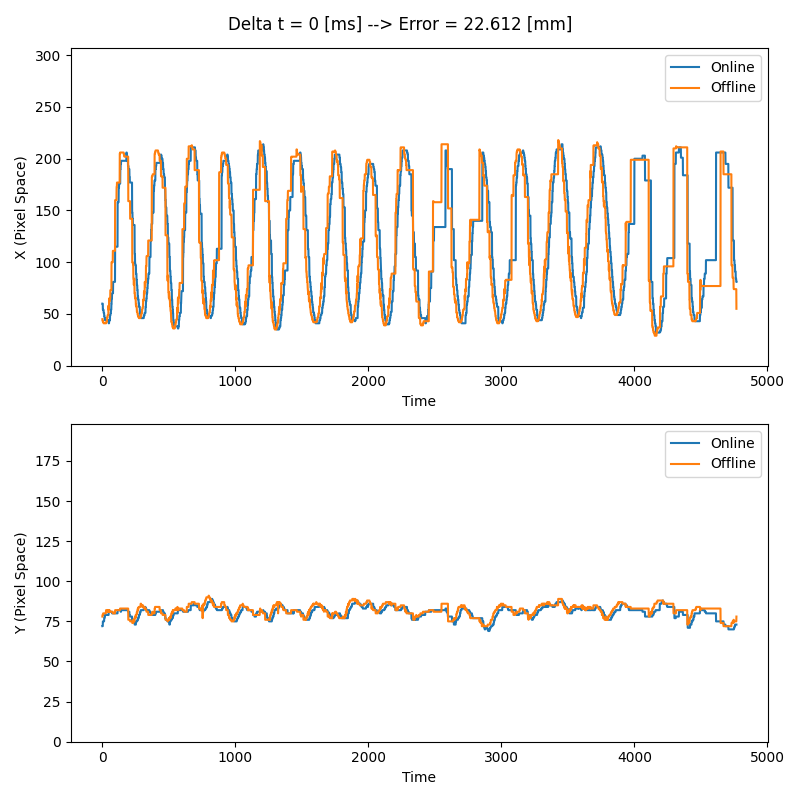 Delta t = 0 [ms] --> Error = 22.612 [mm]
300
250
200
150
100
50
0
X (Pixel Space)
Online
Offline
0 1000 2000 3000 4000 5000
Time
175
150
125
100
75
50
25
0
Y (Pixel Space)
Online
Offline
0 1000 2000 3000 4000 5000
Time